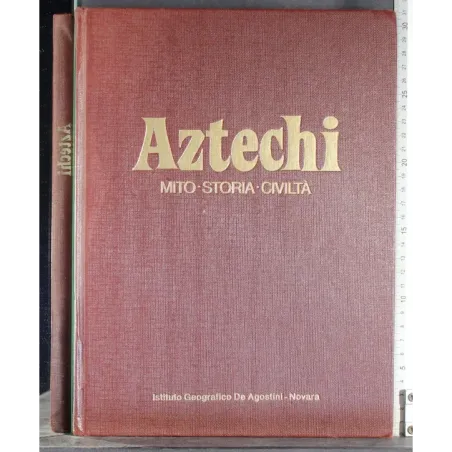 Aztechi
MITO·STORIA·CIVILTÀ
Istituto Geografico De Agostini - Novara
Aztechi